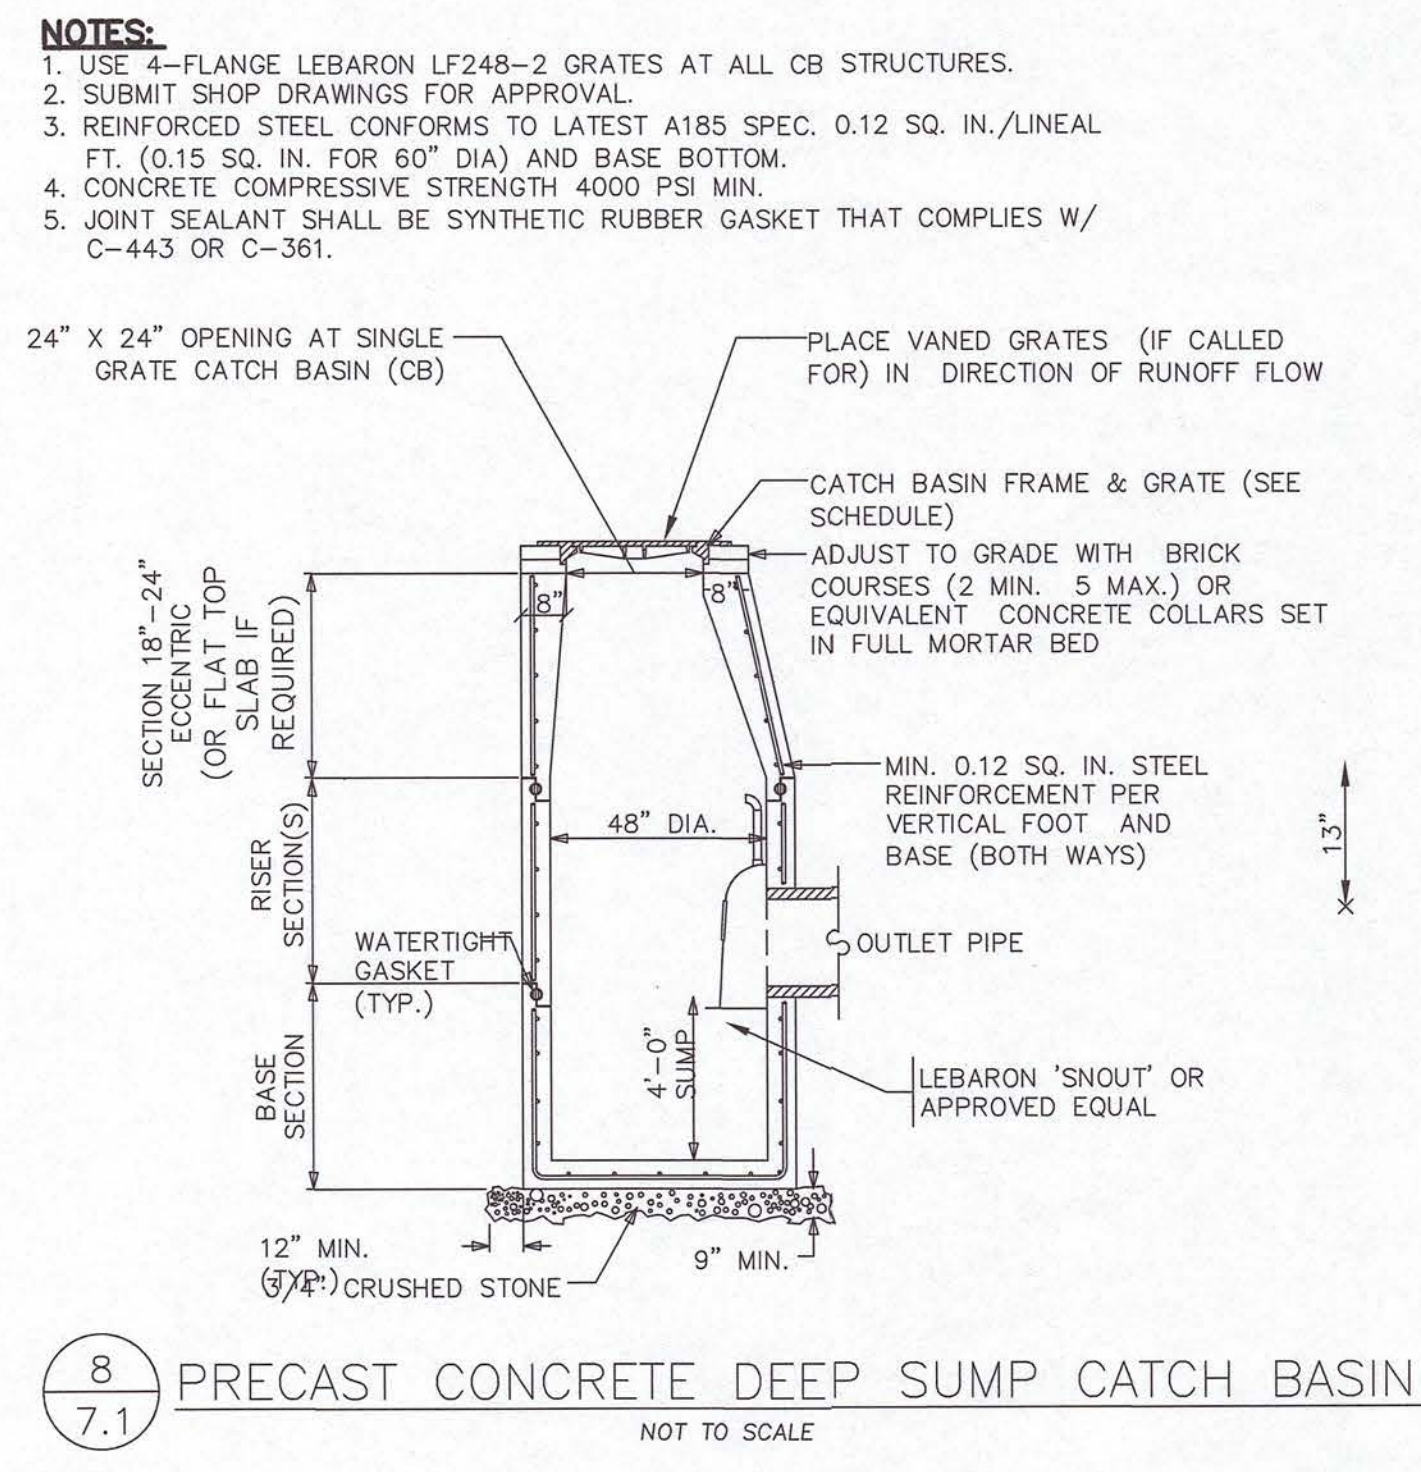 NOTES:
1. USE 4-FLANGE LEBARON LF248-2 GRATES AT ALL CB STRUCTURES.
2. SUBMIT SHOP DRAWINGS FOR APPROVAL.
3. REINFORCED STEEL CONFORMS TO LATEST A185 SPEC. 0.12 SQ. IN./LINEAL
FT. (0.15 SQ. IN. FOR 60" DIA) AND BASE BOTTOM.
4. CONCRETE COMPRESSIVE STRENGTH 4000 PSI MIN.
5. JOINT SEALANT SHALL BE SYNTHETIC RUBBER GASKET THAT COMPLIES W/
C-443 OR C-361.
24" X 24" OPENING AT SINGLE
GRATE CATCH BASIN (CB)
PLACE VANED GRATES (IF CALLED
FOR) IN DIRECTION OF RUNOFF FLOW
CATCH BASIN FRAME & GRATE (SEE
SCHEDULE)
ADJUST TO GRADE WITH BRICK
COURSES (2 MIN. 5 MAX.) OR
EQUIVALENT CONCRETE COLLARS SET
IN FULL MORTAR BED
8"
8"
SECTION 18"-24"
ECCENTRIC
(OR FLAT TOP
SLAB IF
REQUIRED)
MIN. 0.12 SQ. IN. STEEL
REINFORCEMENT PER
VERTICAL FOOT AND
BASE (BOTH WAYS)
13"
48" DIA.
RISER
SECTION(S)
WATERTIGHT
GASKET
(TYP.)
OUTLET PIPE
BASE
SECTION
4'-0"
SUMP
LEBARON 'SNOUT' OR
APPROVED EQUAL
12" MIN.
(TYP.)
3/4" CRUSHED STONE
9" MIN.
8
7.1
PRECAST CONCRETE DEEP SUMP CATCH BASIN
NOT TO SCALE